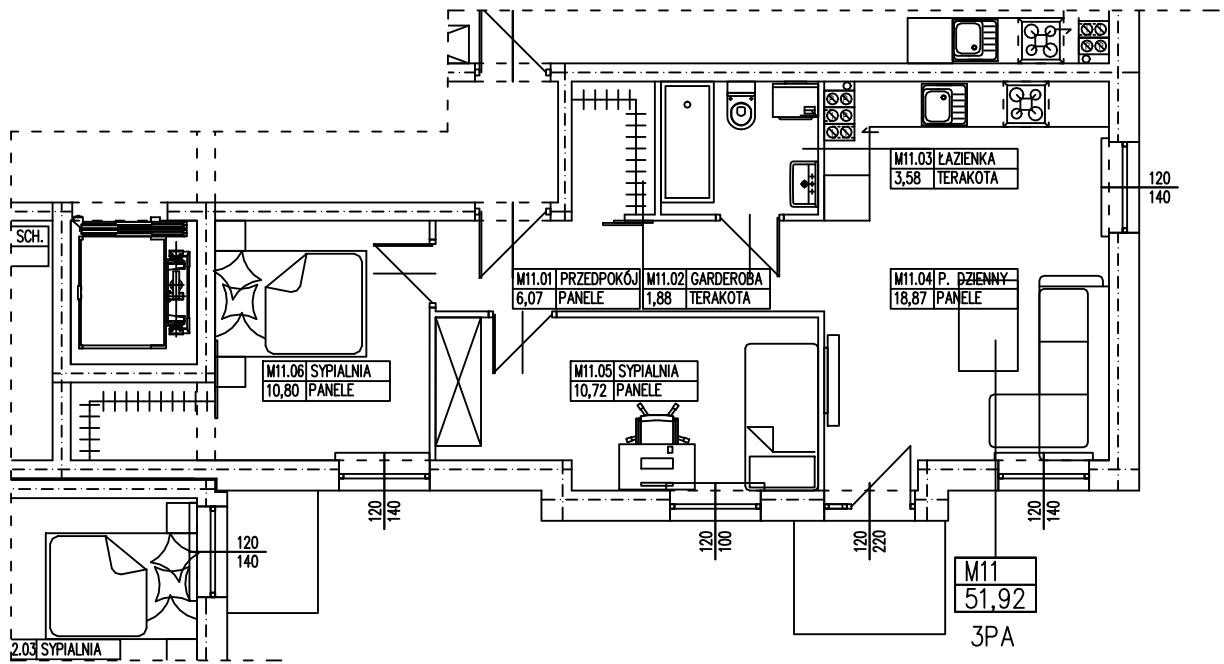 M11.03 ŁAZIENKA
3,58 TERAKOTA
120
140
SCH.
M11.01 PRZEDPOKÓJ
6,07 PANELE
M11.02 GARDEROBA
1,88 TERAKOTA
M11.04 P. DZIENNY
18,87 PANELE
M11.06 SYPIALNIA
10,80 PANELE
M11.05 SYPIALNIA
10,72 PANELE
120
140
120
100
120
220
120
140
120
140
M11
51,92
3PA
2.03 SYPIALNIA